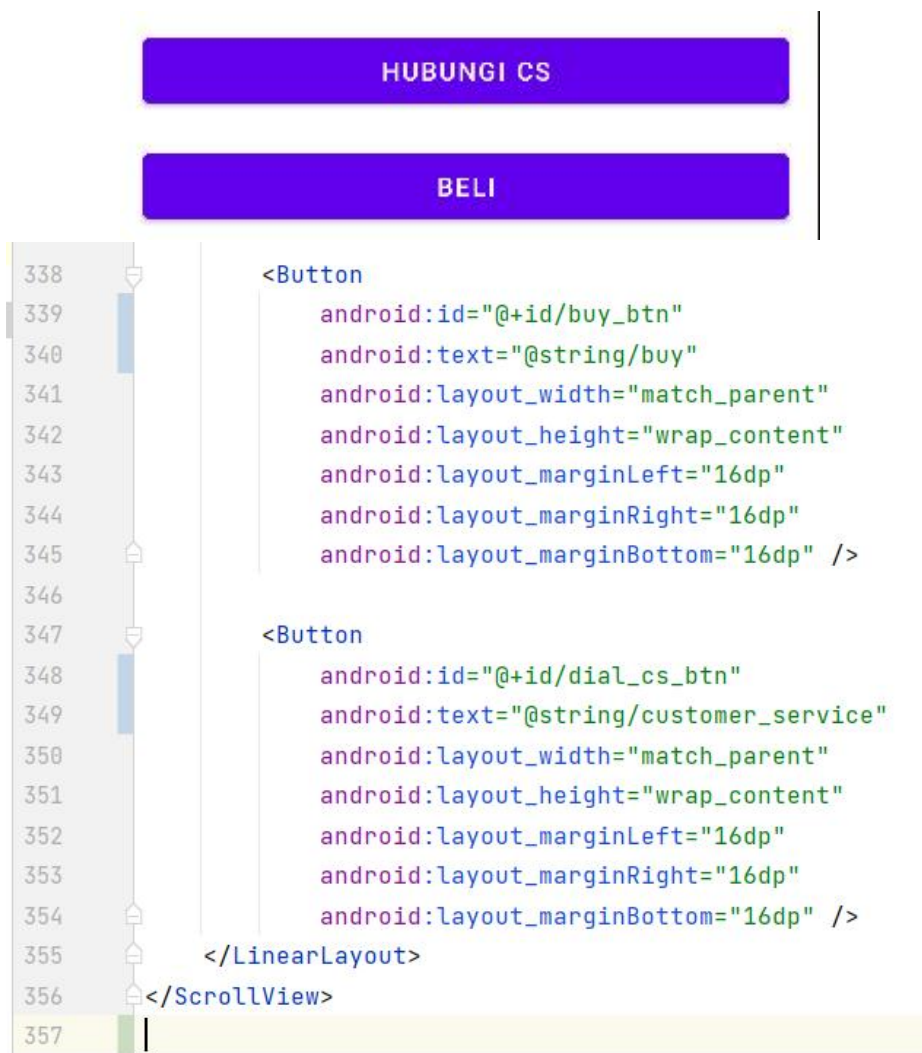 HUBUNGI CS
BELI
338 <Button
339 android:id="@+id/buy_btn"
340 android:text="@string/buy"
341 android:layout_width="match_parent"
342 android:layout_height="wrap_content"
343 android:layout_marginLeft="16dp"
344 android:layout_marginRight="16dp"
345 android:layout_marginBottom="16dp" />
346
347 <Button
348 android:id="@+id/dial_cs_btn"
349 android:text="@string/customer_service"
350 android:layout_width="match_parent"
351 android:layout_height="wrap_content"
352 android:layout_marginLeft="16dp"
353 android:layout_marginRight="16dp"
354 android:layout_marginBottom="16dp" />
355 </LinearLayout>
356 </ScrollView>
357